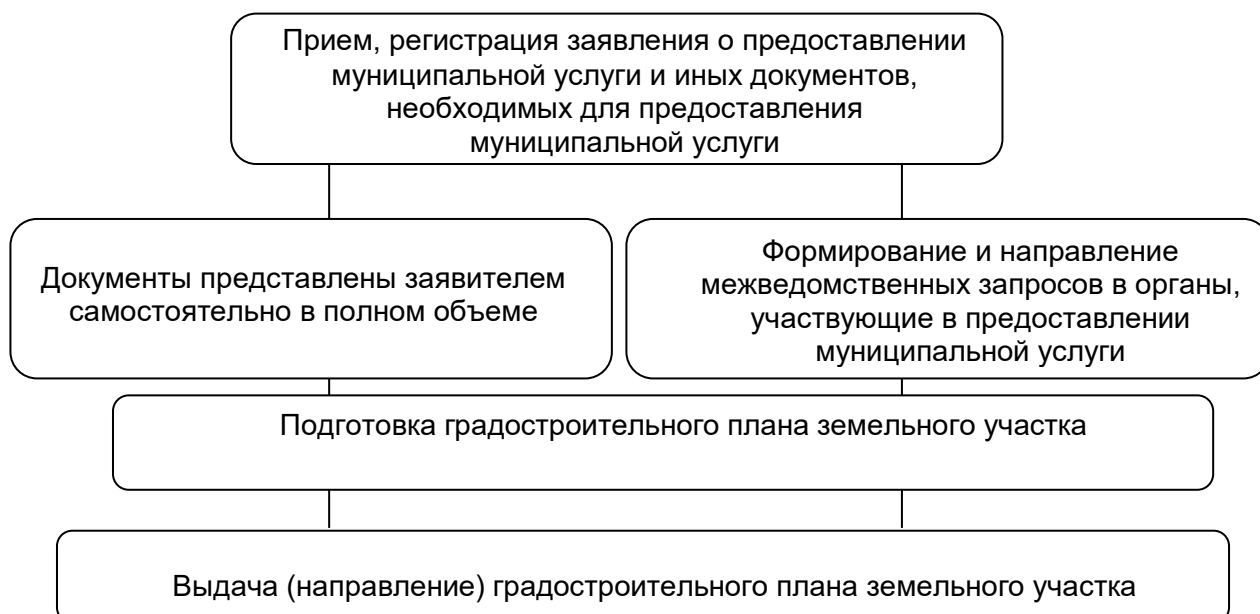 Прием, регистрация заявления о предоставлении
муниципальной услуги и иных документов,
необходимых для предоставления
муниципальной услуги
Документы представлены заявителем
самостоятельно в полном объеме
Формирование и направление
межведомственных запросов в органы,
участвующие в предоставлении
муниципальной услуги
Подготовка градостроительного плана земельного участка
Выдача (направление) градостроительного плана земельного участка